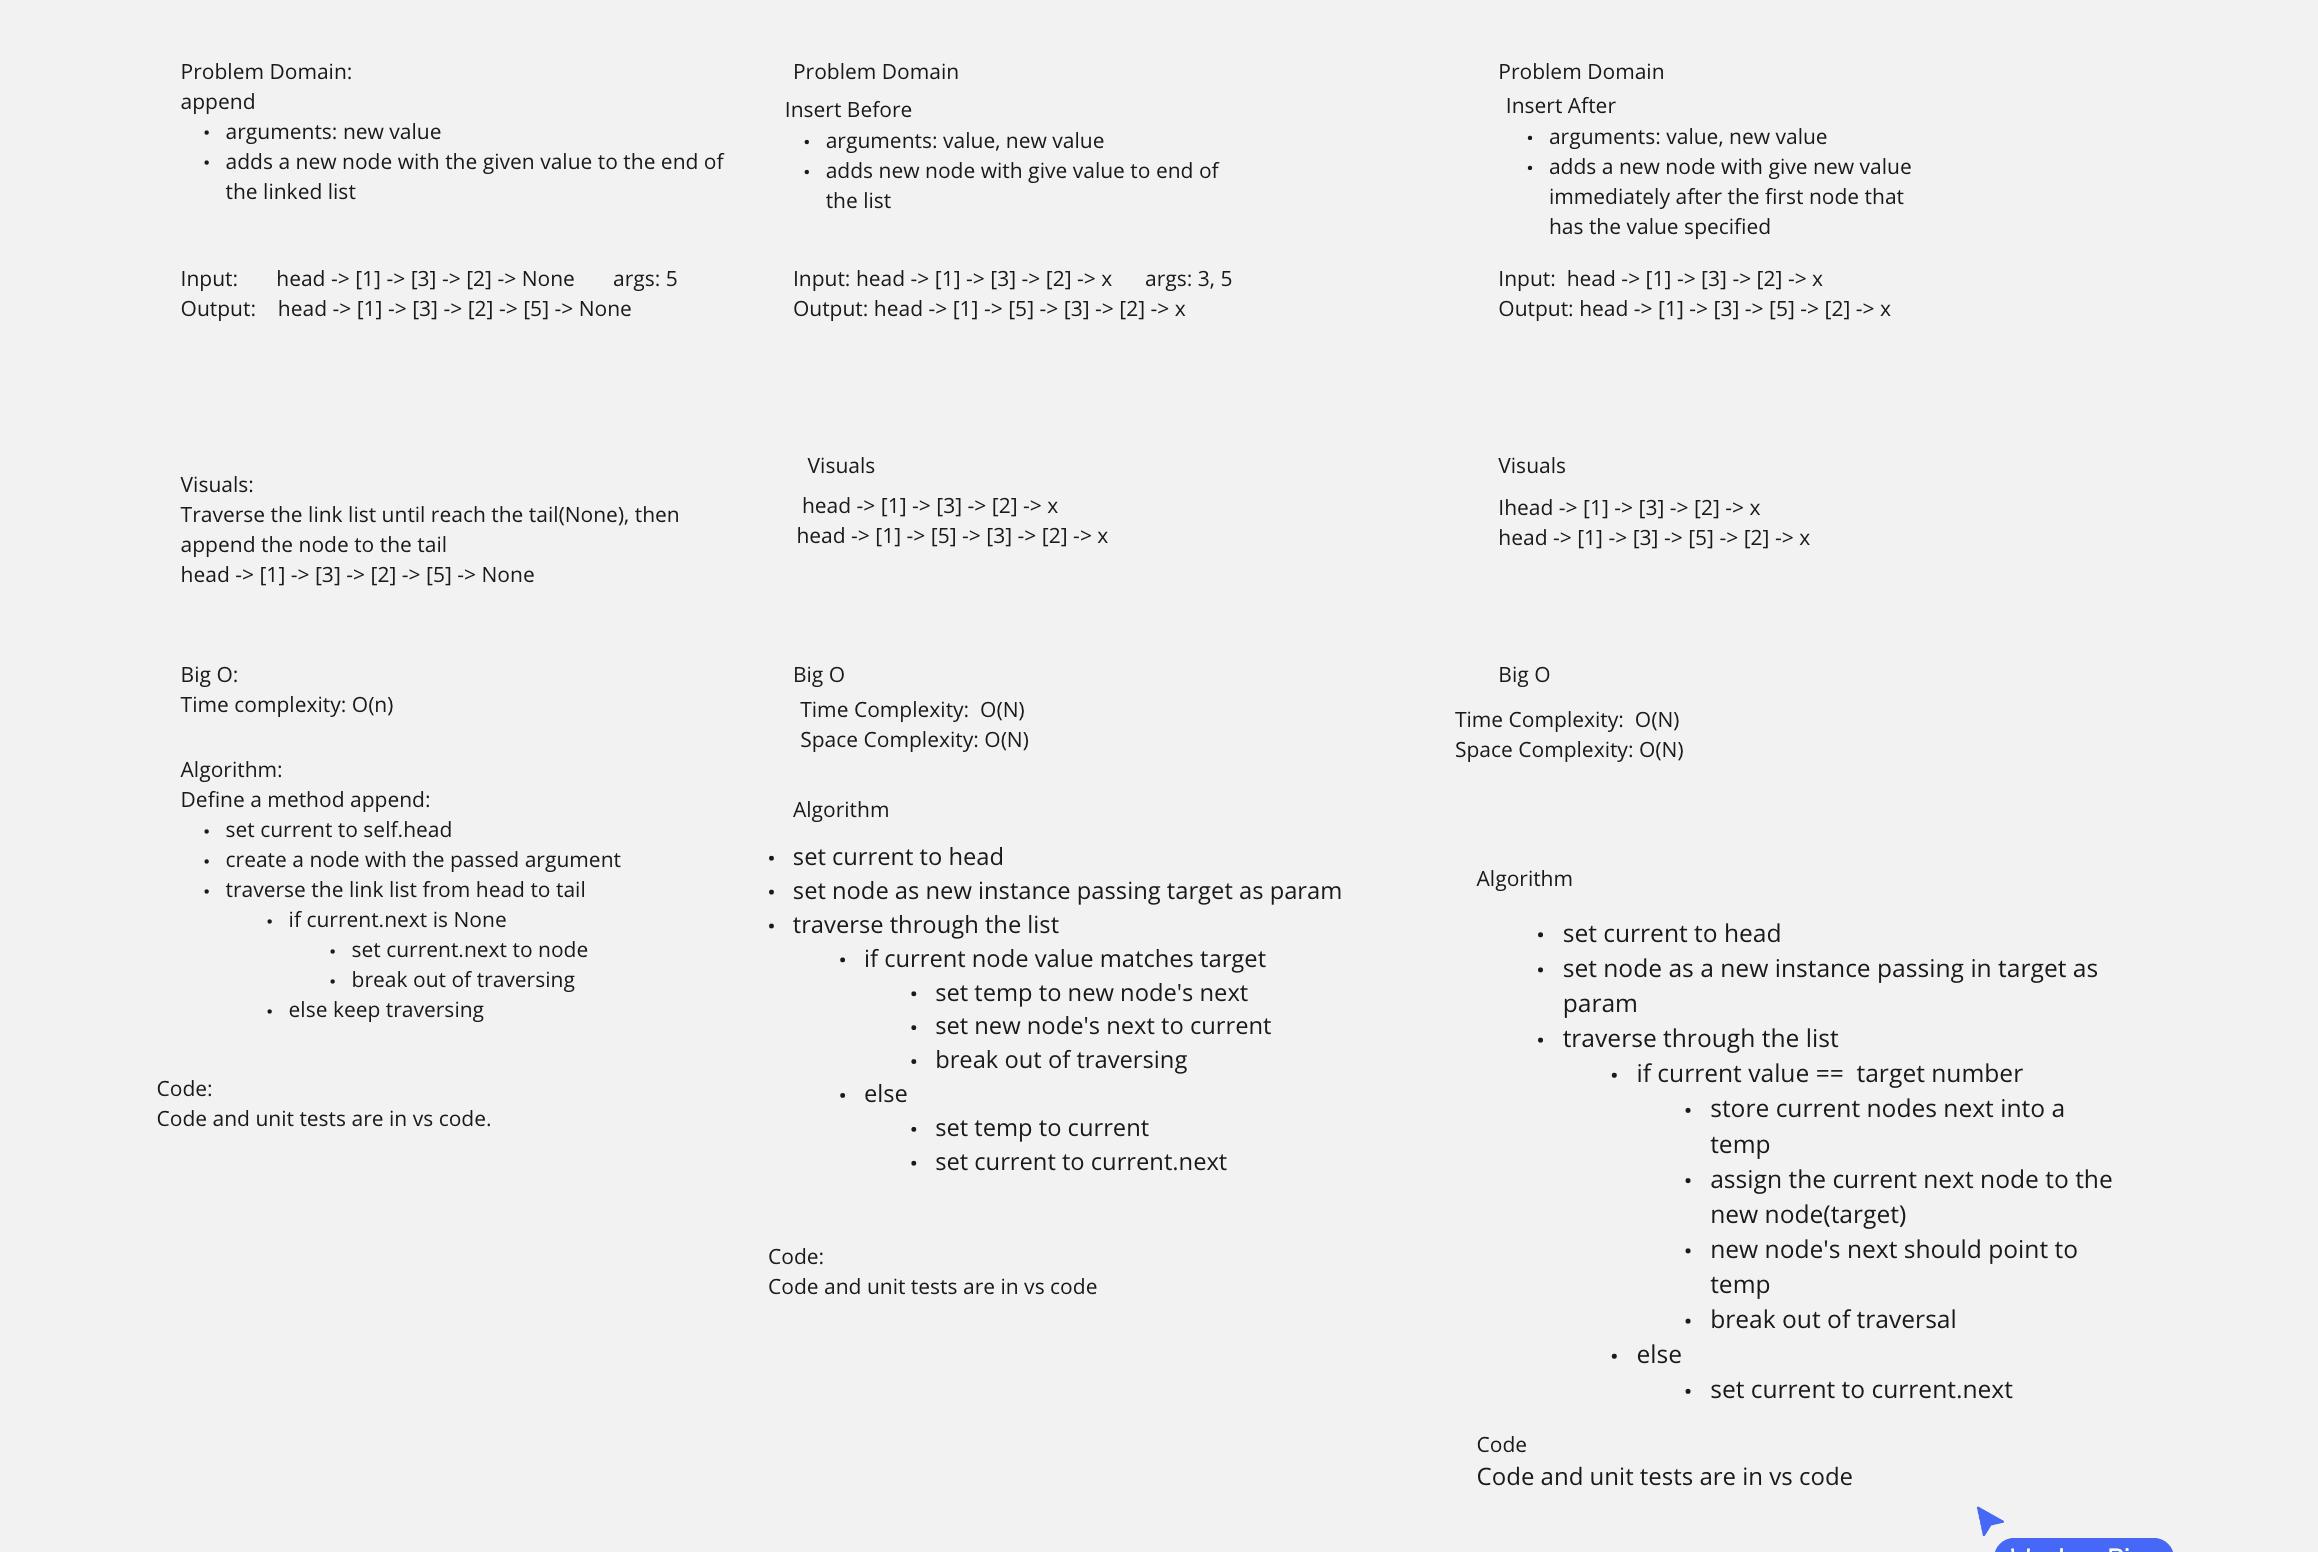 Problem Domain:
append
• arguments: new value
• adds a new node with the given value to the end of
the linked list
Input: head -> [1] -> [3] -> [2] -> None args: 5
Output: head -> [1] -> [3] -> [2] -> [5] -> None
Visuals:
Traverse the link list until reach the tail(None), then
append the node to the tail
head -> [1] -> [3] -> [2] -> [5] -> None
Big O:
Time complexity: O(n)
Algorithm:
Define a method append:
• set current to self.head
• create a node with the passed argument
• traverse the link list from head to tail
• if current.next is None
• set current.next to node
• break out of traversing
• else keep traversing
Code:
Code and unit tests are in vs code.
Problem Domain
Insert Before
• arguments: value, new value
• adds new node with give value to end of
the list
Input: head -> [1] -> [3] -> [2] -> x args: 3, 5
Output: head -> [1] -> [5] -> [3] -> [2] -> x
Visuals
head -> [1] -> [3] -> [2] -> x
head -> [1] -> [5] -> [3] -> [2] -> x
Big O
Time Complexity: O(N)
Space Complexity: O(N)
Algorithm
• set current to head
• set node as new instance passing target as param
• traverse through the list
• if current node value matches target
• set temp to new node's next
• set new node's next to current
• break out of traversing
• else
• set temp to current
• set current to current.next
Code:
Code and unit tests are in vs code
Problem Domain
Insert After
• arguments: value, new value
• adds a new node with give new value
immediately after the first node that
has the value specified
Input: head -> [1] -> [3] -> [2] -> x
Output: head -> [1] -> [3] -> [5] -> [2] -> x
Visuals
Ihead -> [1] -> [3] -> [2] -> x
head -> [1] -> [3] -> [5] -> [2] -> x
Big O
Time Complexity: O(N)
Space Complexity: O(N)
Algorithm
• set current to head
• set node as a new instance passing in target as
param
• traverse through the list
• if current value == target number
• store current nodes next into a
temp
• assign the current next node to the
new node(target)
• new node's next should point to
temp
• break out of traversal
• else
• set current to current.next
Code
Code and unit tests are in vs code